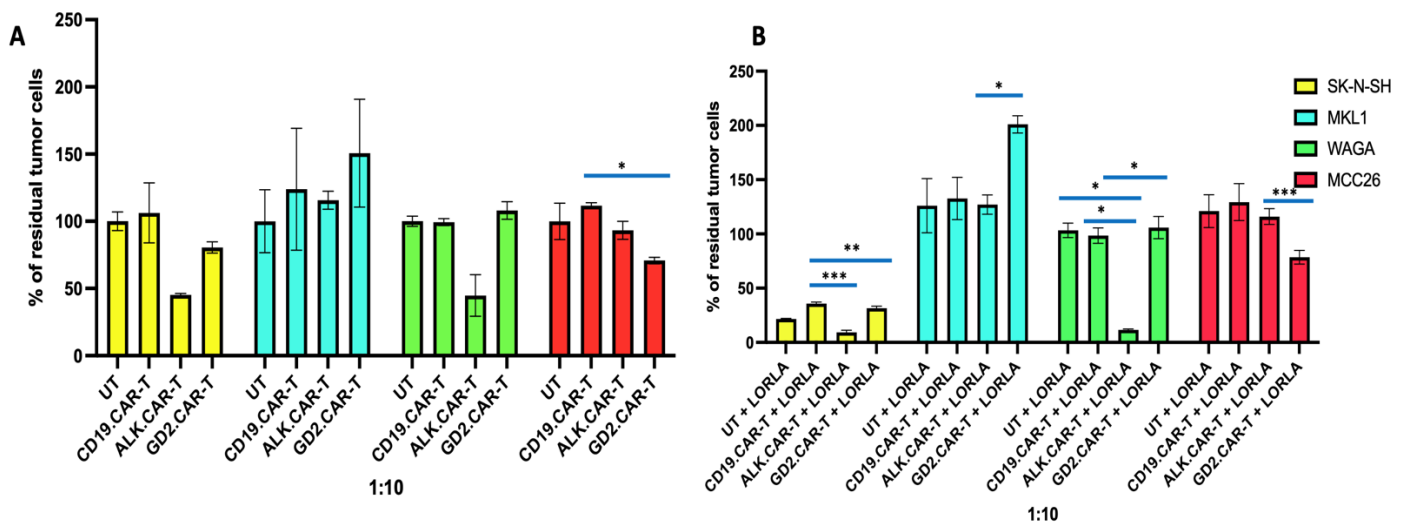 A
% of residual tumor cells
250
200
150
100
50
0
*
UT
CD19.CAR-T
ALK.CAR-T
GD2.CAR-T
UT
CD19.CAR-T
ALK.CAR-T
GD2.CAR-T
UT
CD19.CAR-T
ALK.CAR-T
GD2.CAR-T
UT
CD19.CAR-T
ALK.CAR-T
GD2.CAR-T
1:10
B
% of residual tumor cells
250
200
150
100
50
0
***
**
*
*
*
*
***
UT + LORLA
CD19.CAR-T + LORLA
ALK.CAR-T + LORLA
GD2.CAR-T + LORLA
UT + LORLA
CD19.CAR-T + LORLA
ALK.CAR-T + LORLA
GD2.CAR-T + LORLA
UT + LORLA
CD19.CAR-T + LORLA
ALK.CAR-T + LORLA
GD2.CAR-T + LORLA
UT + LORLA
CD19.CAR-T + LORLA
ALK.CAR-T + LORLA
GD2.CAR-T + LORLA
1:10
SK-N-SH
MKL1
WAGA
MCC26